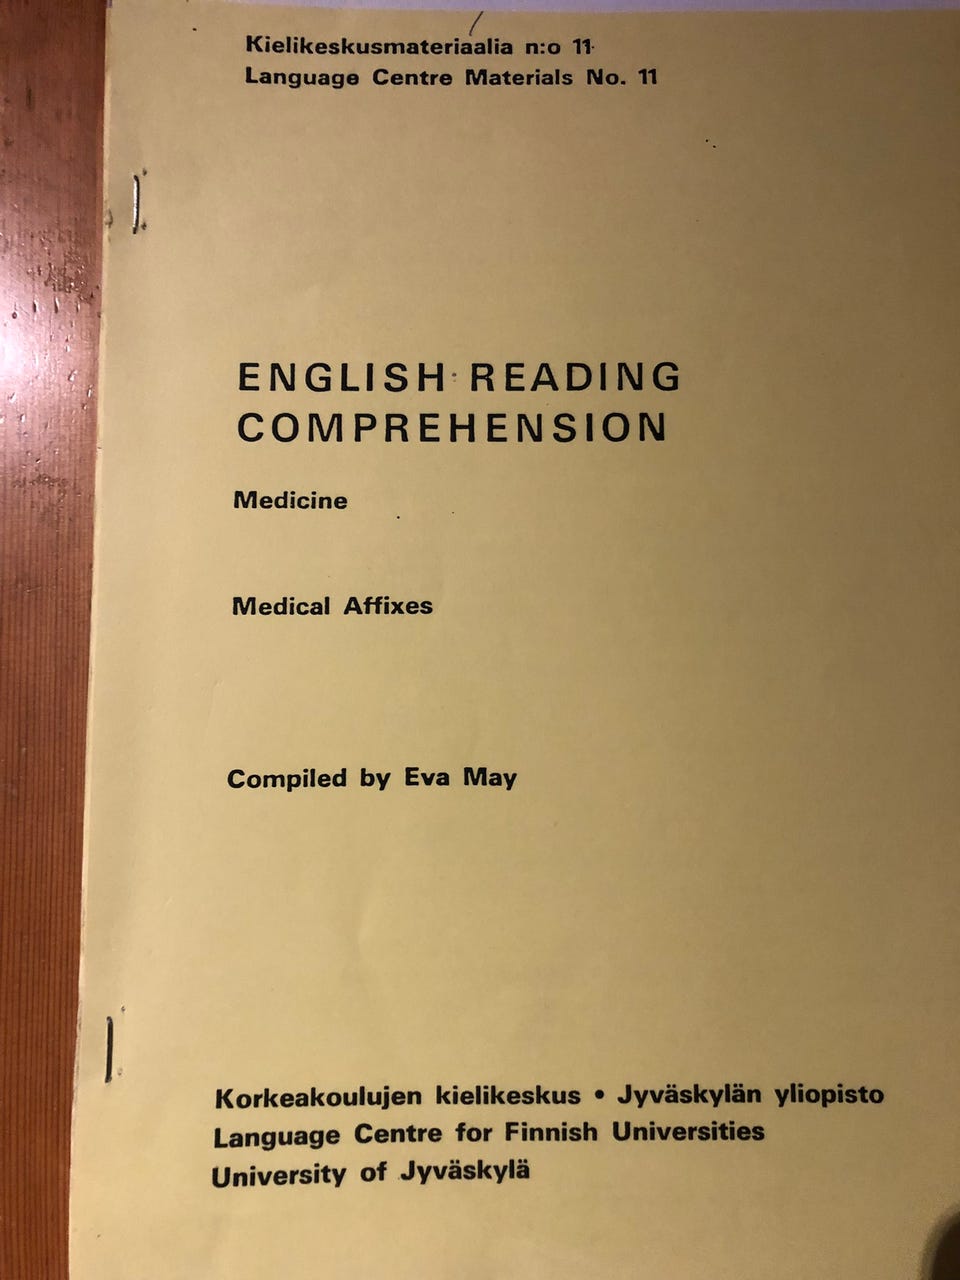 Kielikeskusmateriaalia n:o 11
Language Centre Materials No. 11
ENGLISH READING
COMPREHENSION
Medicine
Medical Affixes
Compiled by Eva May
Korkeakoulujen kielikeskus • Jyväskylän yliopisto
Language Centre for Finnish Universities
University of Jyväskylä